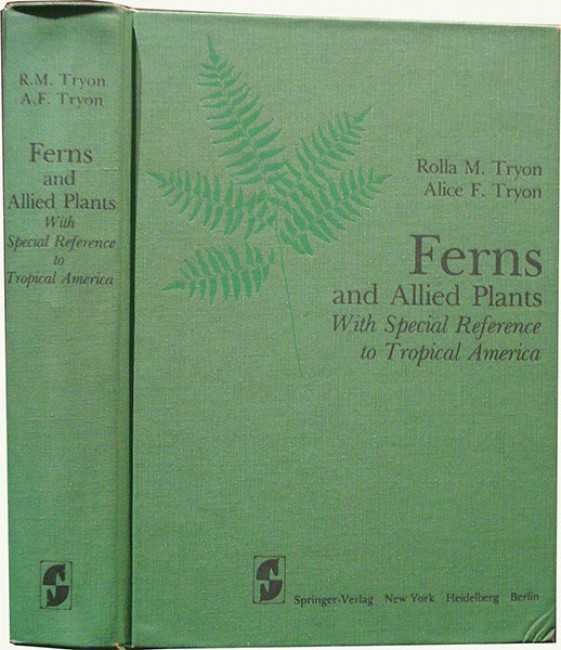 R.M. Tryon
A.F. Tryon
Ferns
and
Allied Plants
With
Special Reference
to
Tropical America
Rolla M. Tryon
Alice F. Tryon
Ferns
and Allied Plants
With Special Reference
to Tropical America
Springer-Verlag New York Heidelberg Berlin